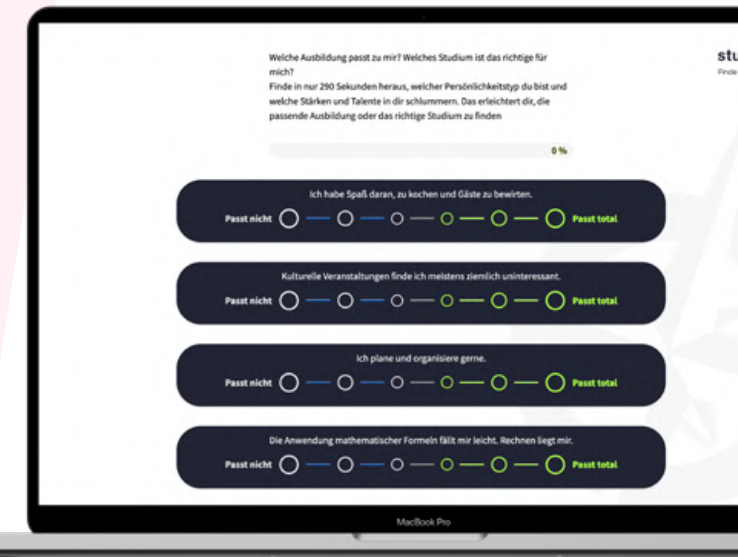 Welche Ausbildung passt zu mir? Welches Studium ist das richtige für
mich?
Finde in nur 290 Sekunden heraus, welcher Persönlichkeitstyp du bist und
welche Stärken und Talente in dir schlummern. Das erleichtert dir, die
passende Ausbildung oder das richtige Studium zu finden
stu
Finde
0 %
Ich habe Spaß daran, zu kochen und Gäste zu bewirten.
Passt nicht Passt total
Kulturelle Veranstaltungen finde ich meistens ziemlich uninteressant.
Passt nicht Passt total
Ich plane und organisiere gerne.
Passt nicht Passt total
Die Anwendung mathematischer Formeln fällt mir leicht. Rechnen liegt mir.
Passt nicht Passt total
MacBook Pro